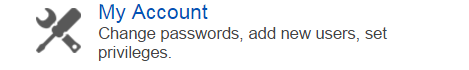 My Account
Change passwords, add new users, set
privileges.